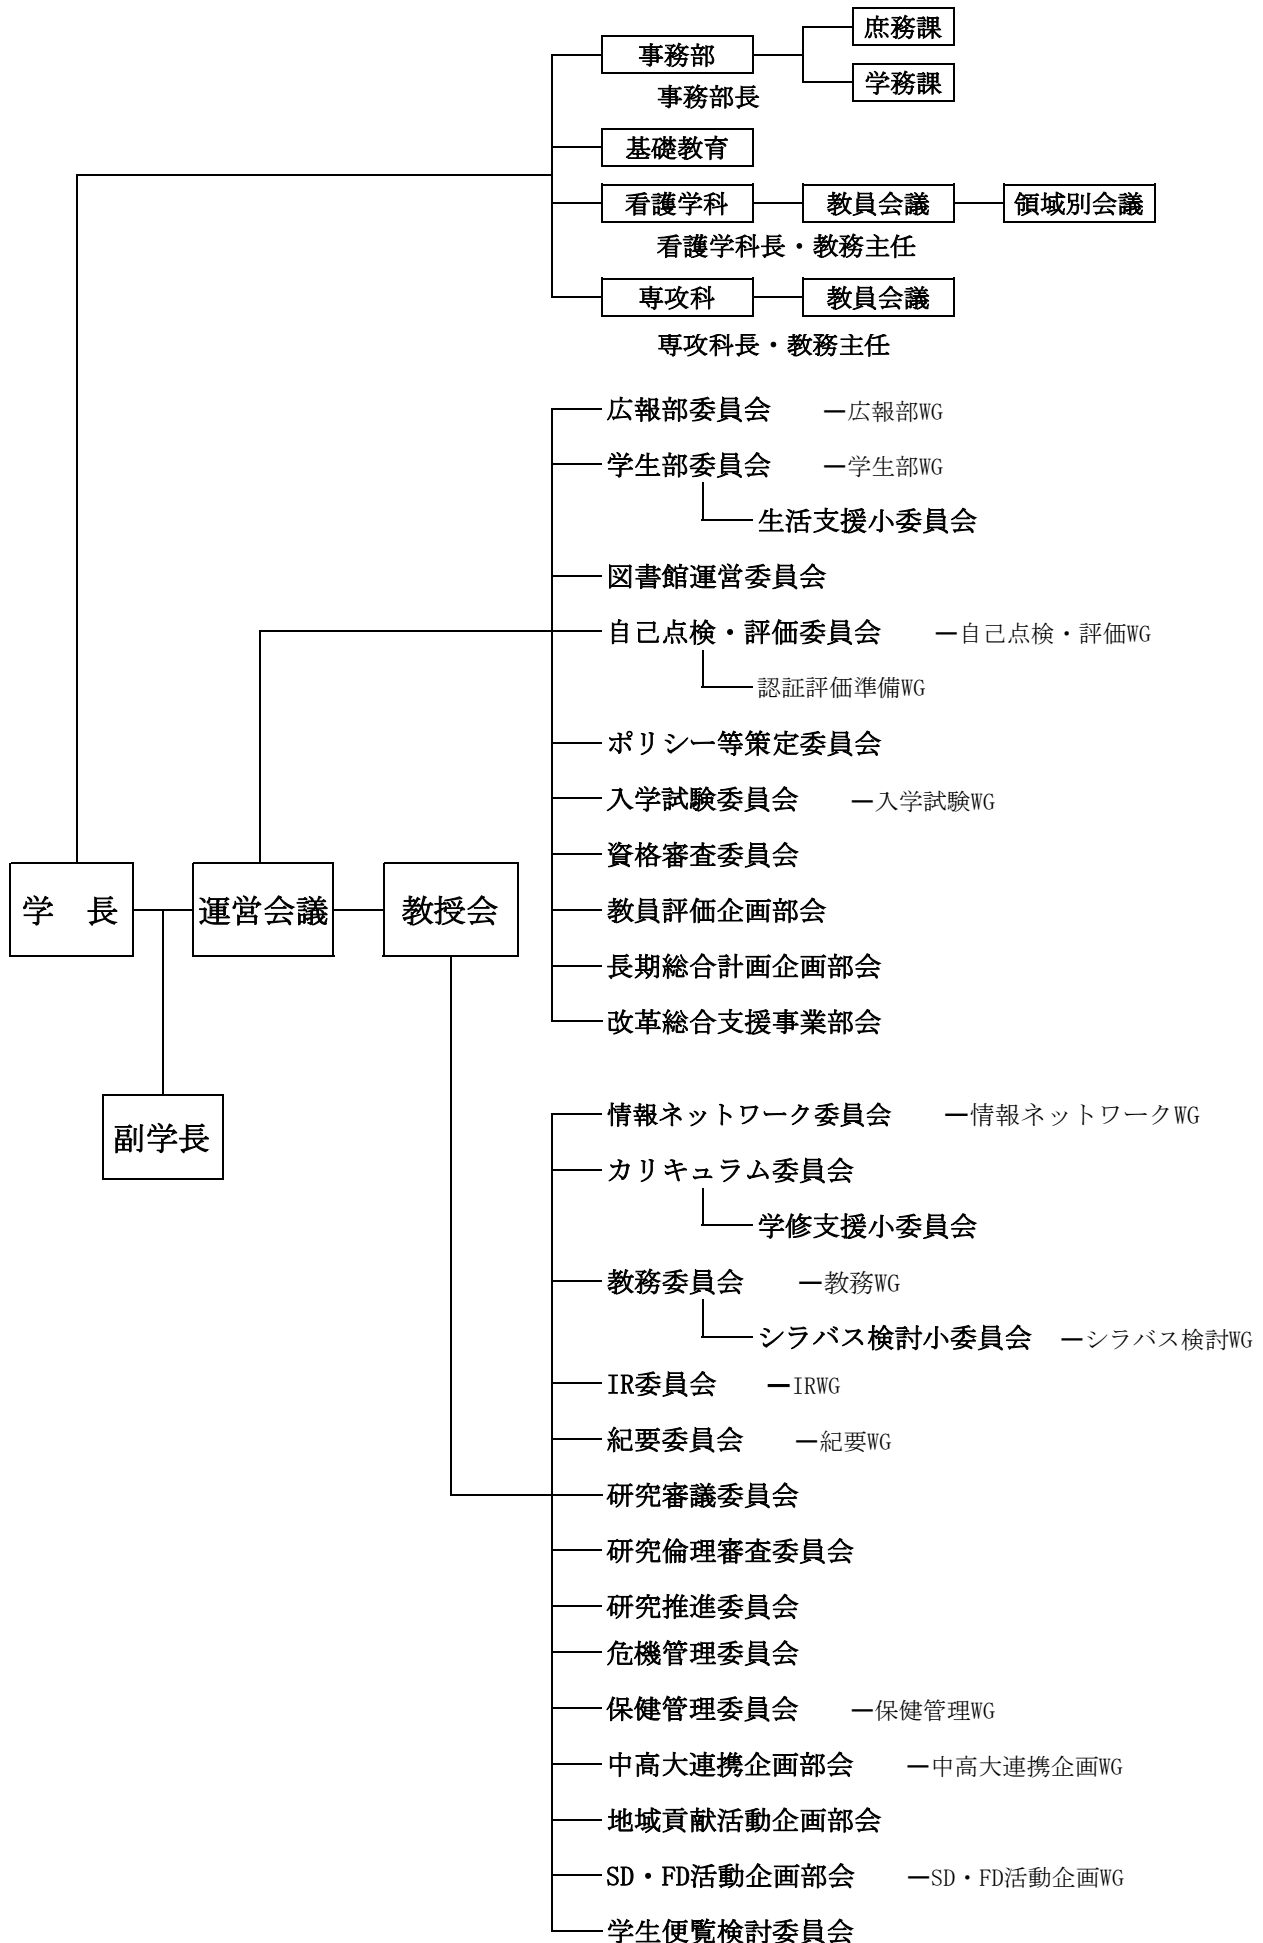 庶務課
事務部
学務課
事務部長
基礎教育
看護学科 教員会議 領域別会議
看護学科長・教務主任
専攻科 教員会議
専攻科長・教務主任
広報部委員会 ー広報部WG
学生部委員会 ー学生部WG
生活支援小委員会
図書館運営委員会
自己点検・評価委員会 ー自己点検・評価WG
認証評価準備WG
ポリシー等策定委員会
入学試験委員会 ー入学試験WG
資格審査委員会
学 長 運営会議 教授会 教員評価企画部会
長期総合計画企画部会
改革総合支援事業部会
情報ネットワーク委員会 ー情報ネットワークWG
副学長
カリキュラム委員会
学修支援小委員会
教務委員会 ー教務WG
シラバス検討小委員会 ーシラバス検討WG
IR委員会 ーIRWG
紀要委員会 ー紀要WG
研究審議委員会
研究倫理審査委員会
研究推進委員会
危機管理委員会
保健管理委員会 ー保健管理WG
中高大連携企画部会 ー中高大連携企画WG
地域貢献活動企画部会
SD・FD活動企画部会 ーSD・FD活動企画WG
学生便覧検討委員会